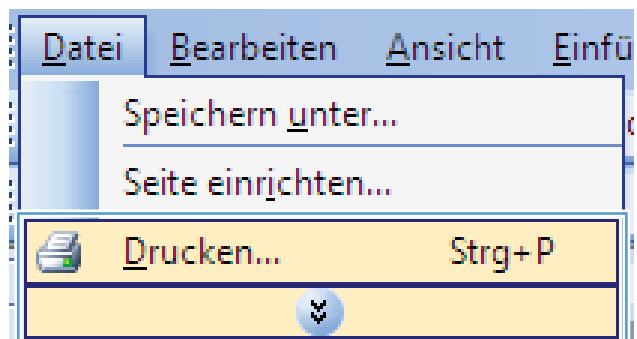 Datei Bearbeiten Ansicht Einfü
Speichern unter...
Seite einrichten...
Drucken... Strg+P